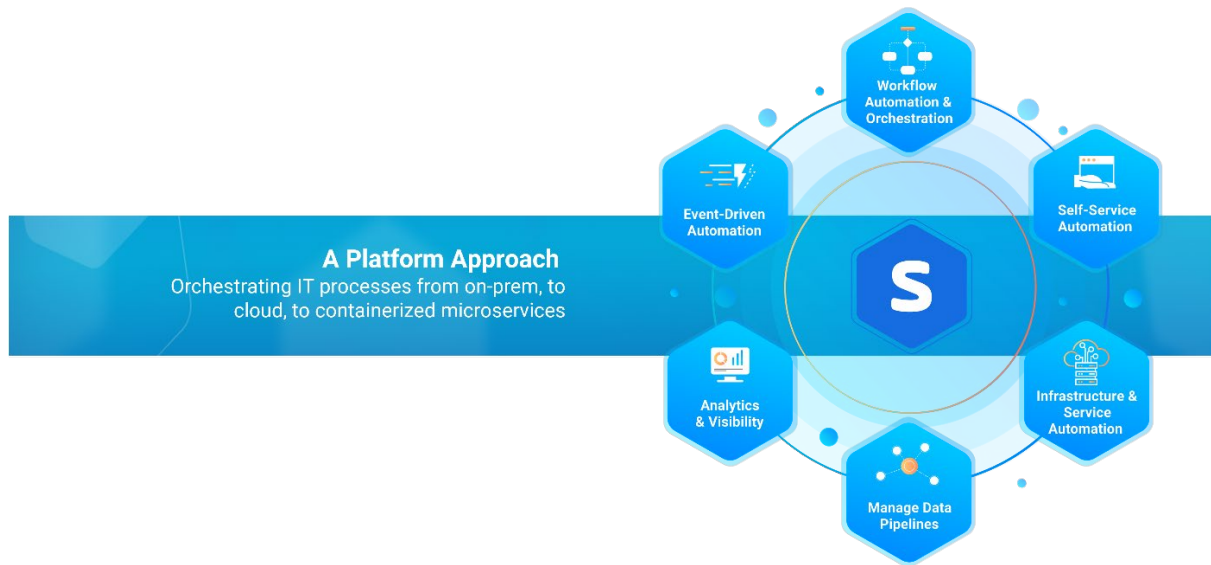 A Platform Approach
Orchestrating IT processes from on-prem, to
cloud, to containerized microservices
Workflow
Automation &
Orchestration
Self-Service
Automation
Infrastructure &
Service
Automation
Manage Data
Pipelines
Analytics
& Visibility
Event-Driven
Automation
S